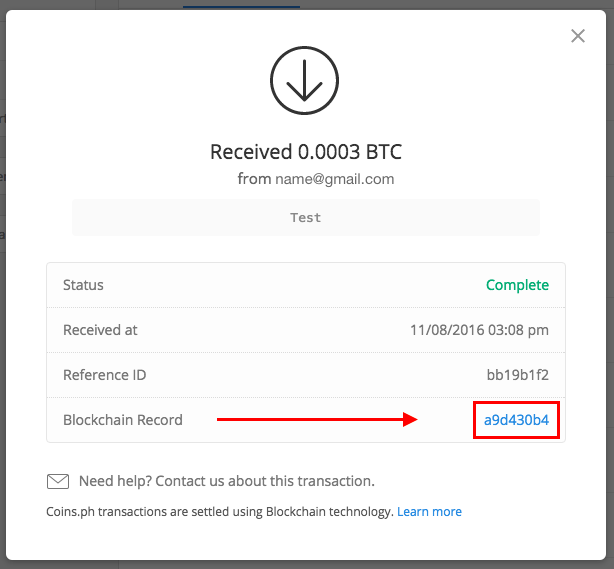 Received 0.0003 BTC
from name@gmail.com
Test
Status Complete
Received at 11/08/2016 03:08 pm
Reference ID bb19b1f2
Blockchain Record a9d430b4
Need help? Contact us about this transaction.
Coins.ph transactions are settled using Blockchain technology. Learn more